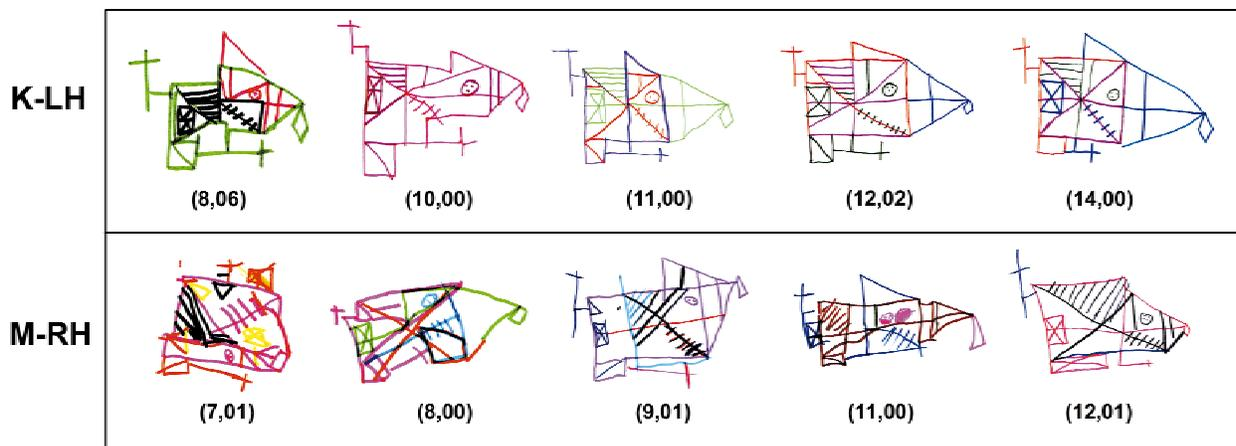 K-LH
(8,06) (10,00) (11,00) (12,02) (14,00)
M-RH
(7,01) (8,00) (9,01) (11,00) (12,01)